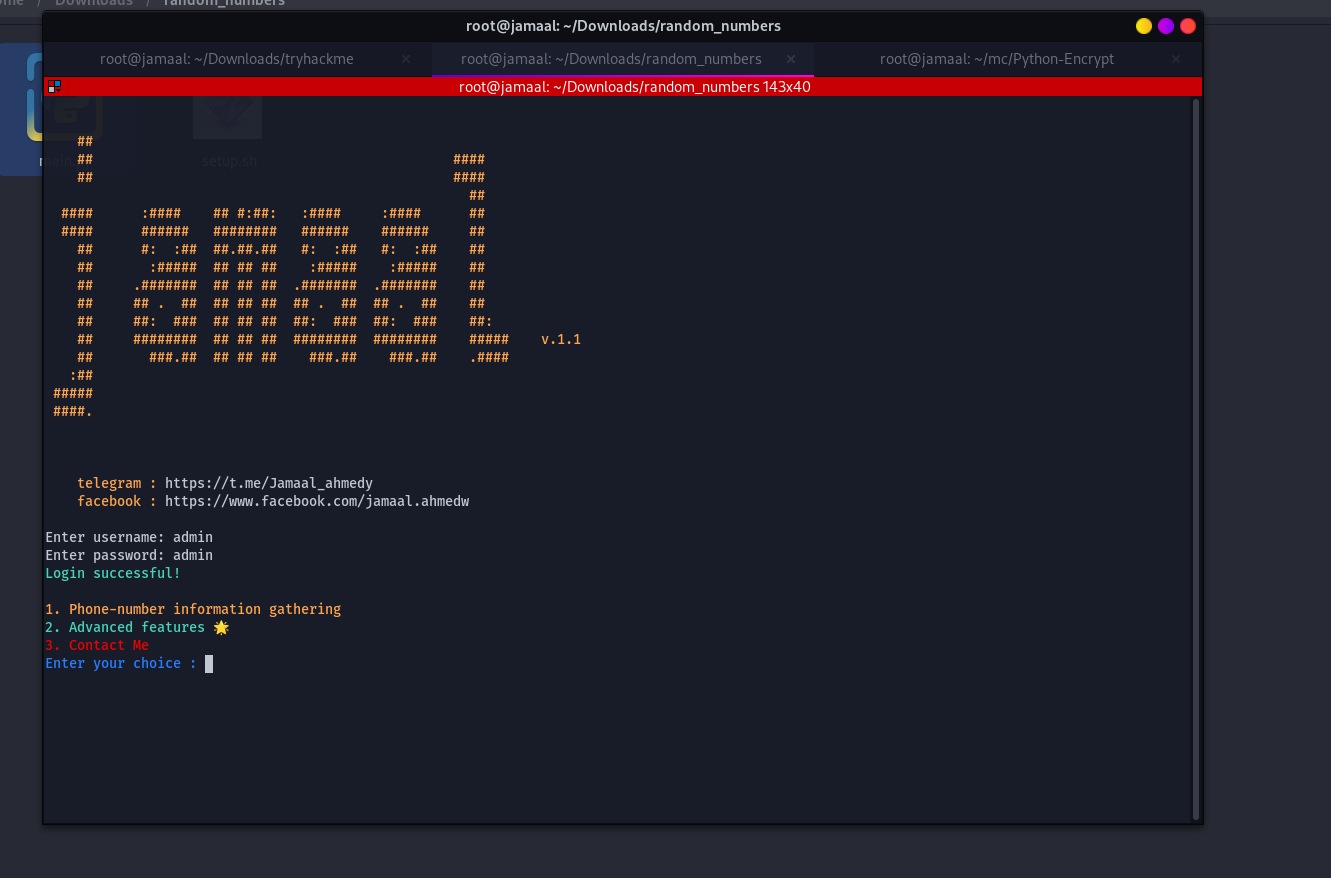 Downloads / random_numbers
root@jamaal: ~/Downloads/random_numbers
root@jamaal: ~/Downloads/tryhackme × root@jamaal: ~/Downloads/random_numbers × root@jamaal: ~/mc/Python-Encrypt ×
root@jamaal: ~/Downloads/random_numbers 143x40
setup.sh
jamaal v.1.1
telegram : https://t.me/Jamaal_ahmedy
facebook : https://www.facebook.com/jamaal.ahmedw
Enter username: admin
Enter password: admin
Login successful!
1. Phone-number information gathering
2. Advanced features 🌟
3. Contact Me
Enter your choice :